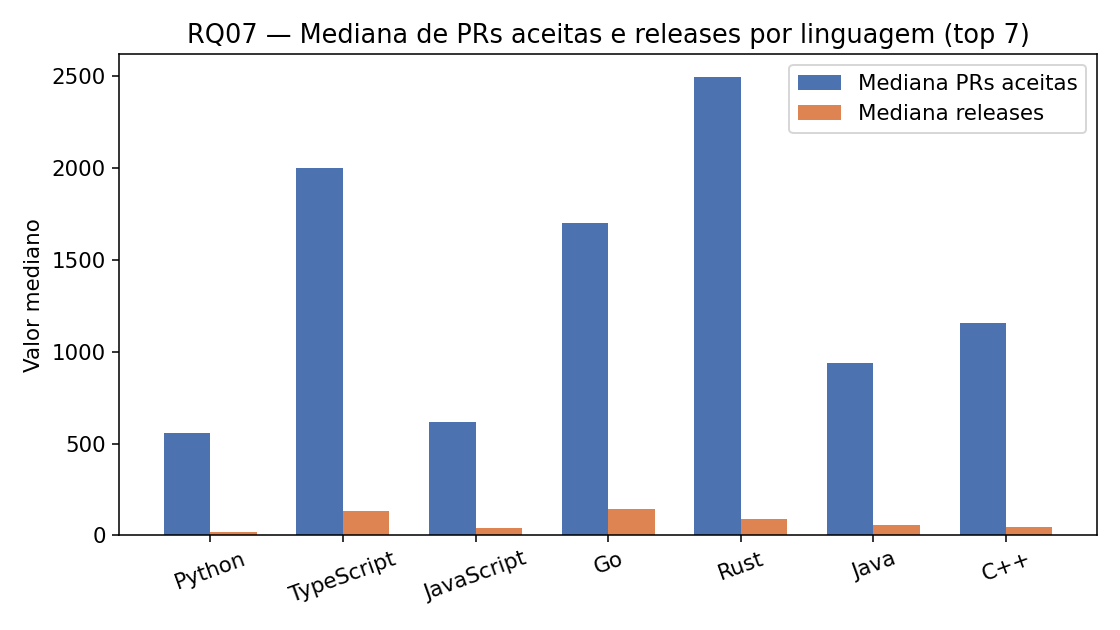 RQ07 — Mediana de PRs aceitas e releases por linguagem (top 7)
Mediana PRs aceitas
Mediana releases
Valor mediano
2500
2000
1500
1000
500
0
Python
TypeScript
JavaScript
Go
Rust
Java
C++